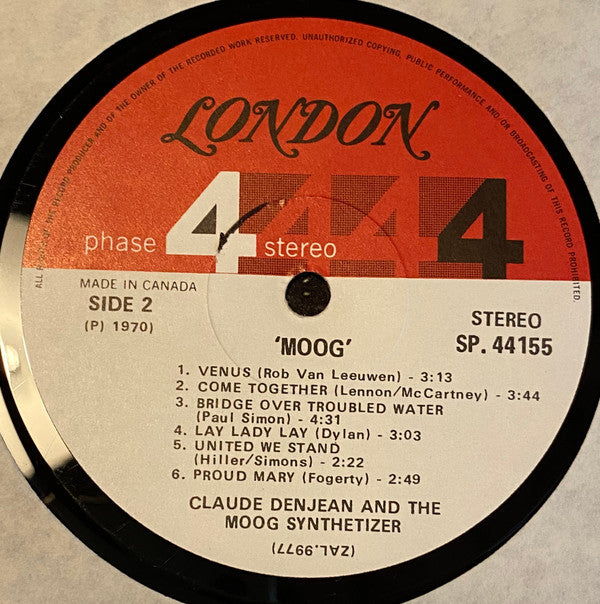 ALL RIGHTS OF THE RECORD PRODUCER AND OF THE OWNER OF THE RECORDED WORK RESERVED. UNAUTHORIZED COPYING, PUBLIC PERFORMANCE AND/OR BROADCASTING OF THIS RECORD PROHIBITED.
LONDON
phase 4 stereo 4
MADE IN CANADA
SIDE 2
(P) 1970)
STEREO
SP. 44155
'MOOG'
1. VENUS (Rob Van Leeuwen) - 3:13
2. COME TOGETHER (Lennon/McCartney) - 3:44
3. BRIDGE OVER TROUBLED WATER
(Paul Simon) - 4:31
4. LAY LADY LAY (Dylan) - 3:03
5. UNITED WE STAND
(Hiller/Simons) - 2:22
6. PROUD MARY (Fogerty) - 2:49
CLAUDE DENJEAN AND THE
MOOG SYNTHETIZER
(ZAL.9977)